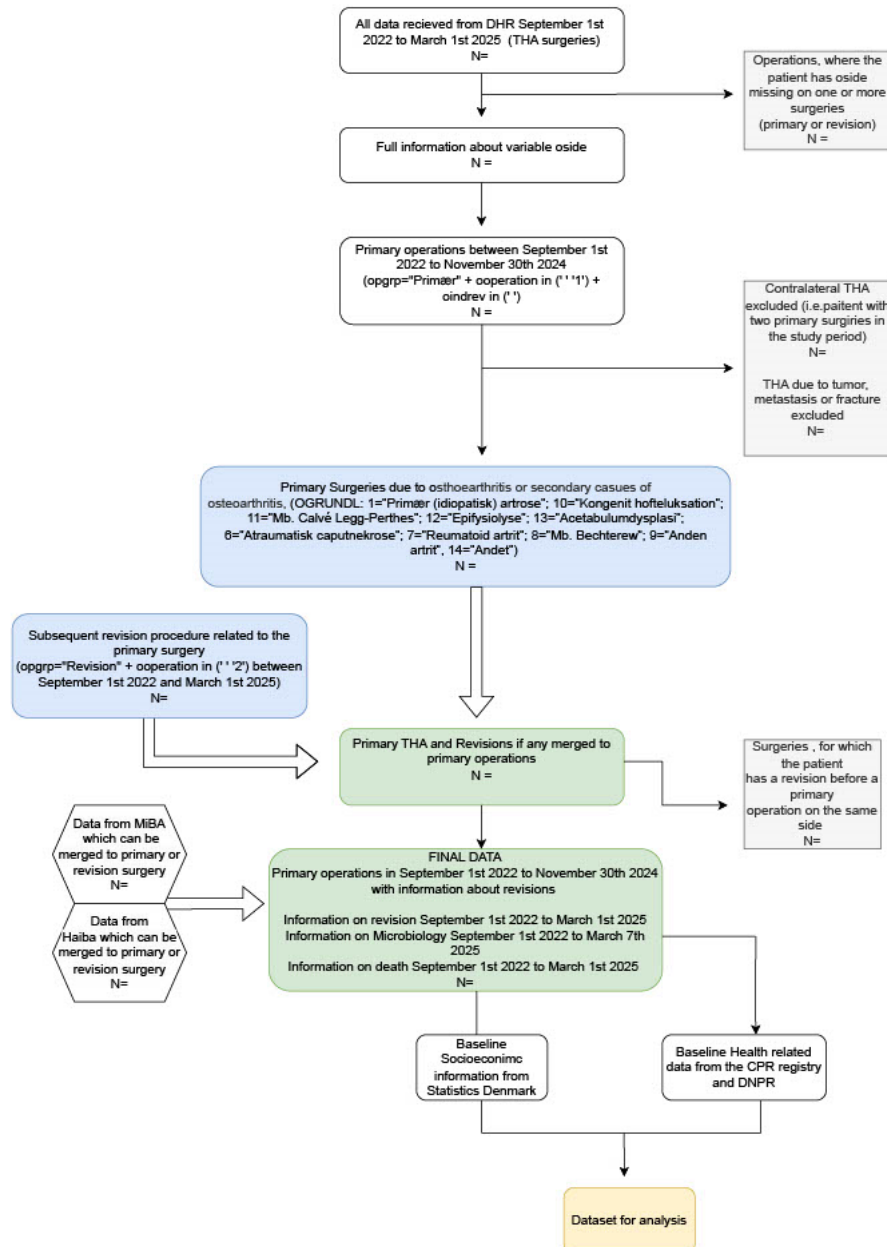 All data recieved from DHR September 1st
2022 to March 1st 2025  (THA surgeries)
N=
Operations, where the
patient has oside
missing on one or more
surgeries
(primary or revision)
N =
Full information about variable oside
N =
Primary operations between September 1st
2022 to November 30th 2024
(opgrp="Primær" + ooperation in (' ' '1') +
oindrev in (' ')
N =
Contralateral THA
excluded (i.e.paitent with
two primary surgiries in
the study period)
N=
THA due to tumor,
metastasis or fracture
excluded
N=
Primary Surgeries due to osthoearthritis or secondary casues of
osteoarthritis, (OGRUNDL: 1="Primær (idiopatisk) artrose"; 10="Kongenit hofteluksation";
11="Mb. Calvé Legg-Perthes"; 12="Epifysiolyse"; 13="Acetabulumdysplasi";
6="Atraumatisk caputnekrose"; 7="Reumatoid artrit"; 8="Mb. Bechterew"; 9="Anden
artrit", 14="Andet")
N =
Subsequent revision procedure related to the
primary surgery
(opgrp="Revision" + ooperation in (' ' '2') between
September 1st 2022 and March 1st 2025)
N=
Primary THA and Revisions if any merged to
primary operations
N =
Surgeries , for which
the patient
has a revision before a
primary
operation on the same
side
N=
Data from MiBA
which can be
merged to primary or
revision surgery
N=
Data from
Haiba which can be
merged to primary or
revision surgery
N=
FINAL DATA
Primary operations in September 1st 2022 to November 30th 2024
with information about revisions
Information on revision September 1st 2022 to March 1st 2025
Information on Microbiology September 1st 2022 to March 7th
2025
Information on death September 1st 2022 to March 1st 2025
N=
Baseline
Socioeconimc
information from
Statistics Denmark
Baseline Health related
data from the CPR registry
and DNPR
Dataset for analysis